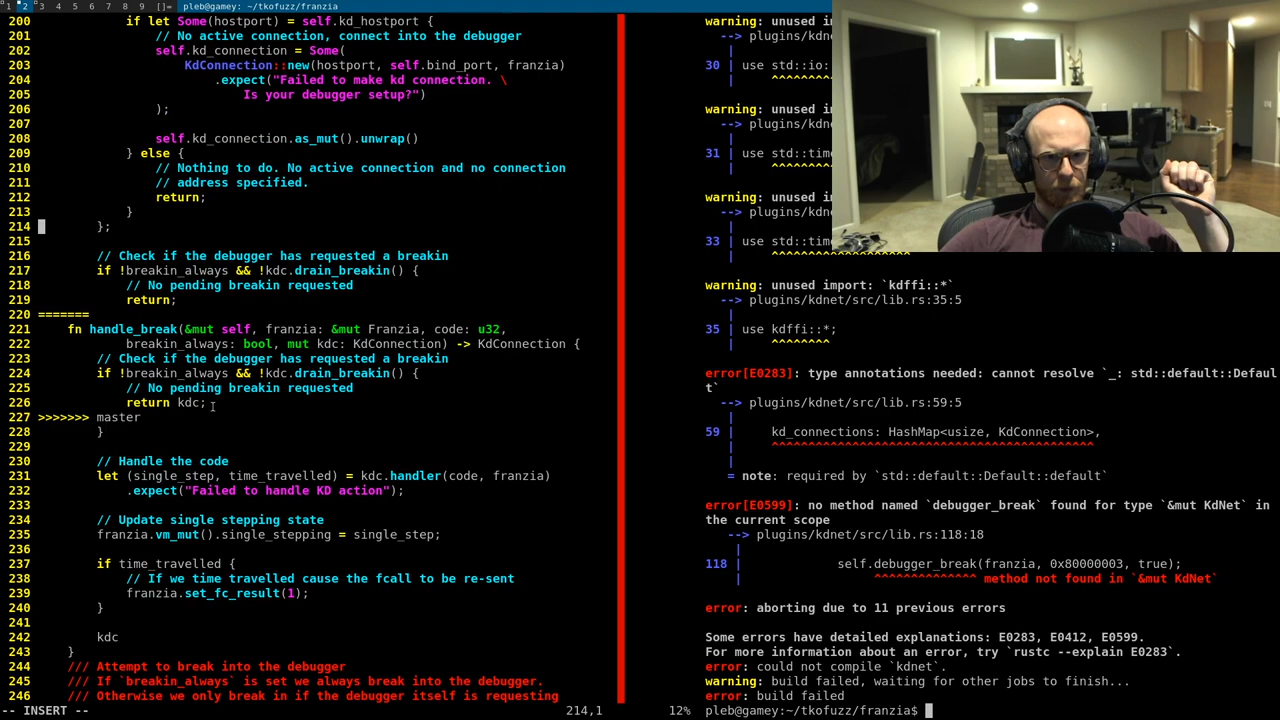 1 2 3 4 5 6 7 8 9 []= pleb@gamey: ~/tkofuzz/franzia
200 if let Some(hostport) = self.kd_hostport {
201 // No active connection, connect into the debugger
202 self.kd_connection = Some(
203 KdConnection::new(hostport, self.bind_port, franzia)
204 .expect("Failed to make kd connection. \
205 Is your debugger setup?")
206 );
207
208 self.kd_connection.as_mut().unwrap()
209 } else {
210 // Nothing to do. No active connection and no connection
211 // address specified.
212 return;
213 }
214 };
215
216 // Check if the debugger has requested a breakin
217 if !breakin_always && !kdc.drain_breakin() {
218 // No pending breakin requested
219 return;
220 =======
221 fn handle_break(&mut self, franzia: &mut Franzia, code: u32,
222 breakin_always: bool, mut kdc: KdConnection) -> KdConnection {
223 // Check if the debugger has requested a breakin
224 if !breakin_always && !kdc.drain_breakin() {
225 // No pending breakin requested
226 return kdc;
227 >>>>>>> master
228 }
229
230 // Handle the code
231 let (single_step, time_travelled) = kdc.handler(code, franzia)
232 .expect("Failed to handle KD action");
233
234 // Update single stepping state
235 franzia.vm_mut().single_stepping = single_step;
236
237 if time_travelled {
238 // If we time travelled cause the fcall to be re-sent
239 franzia.set_fc_result(1);
240 }
241
242 kdc
243 }
244 /// Attempt to break into the debugger
245 /// If `breakin_always` is set we always break into the debugger.
246 /// Otherwise we only break in if the debugger itself is requesting
-- INSERT -- 214,1 12%
warning: unused i
--> plugins/kdn
|
30 | use std::io:
| ^^^^^^^^
warning: unused i
--> plugins/kdn
|
31 | use std::tim
| ^^^^^^^^
warning: unused i
--> plugins/kdn
|
33 | use std::tim
| ^^^^^^^^^^^^^^^^^^^
warning: unused import: `kdffi::*`
--> plugins/kdnet/src/lib.rs:35:5
|
35 | use kdffi::*;
| ^^^^^^^^
error[E0283]: type annotations needed: cannot resolve `_: std::default::Defaul
t`
--> plugins/kdnet/src/lib.rs:59:5
|
59 | kd_connections: HashMap<usize, KdConnection>,
| ^^^^^^^^^^^^^^^^^^^^^^^^^^^^^^^^^^^^^^^^^^^^
|
= note: required by `std::default::Default::default`
error[E0599]: no method named `debugger_break` found for type `&mut KdNet` in
the current scope
--> plugins/kdnet/src/lib.rs:118:18
|
118 | self.debugger_break(franzia, 0x80000003, true);
| ^^^^^^^^^^^^^^ method not found in `&mut KdNet`
error: aborting due to 11 previous errors
Some errors have detailed explanations: E0283, E0412, E0599.
For more information about an error, try `rustc --explain E0283`.
error: could not compile `kdnet`.
warning: build failed, waiting for other jobs to finish...
error: build failed
pleb@gamey:~/tkofuzz/franzia$